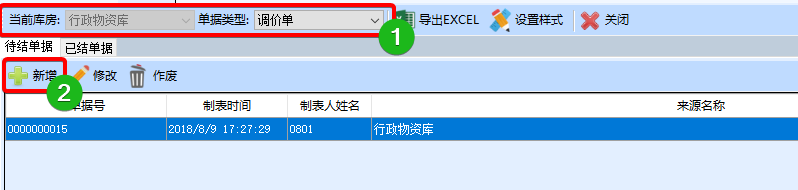 当前库房: 行政物资库 单据类型: 调价单 导出EXCEL 设置样式 关闭
1
待结单据 已结单据
新增 修改 作废
2
单据号 制表时间 制表人姓名 来源名称
0000000015 2018/8/9 17:27:29 0801 行政物资库